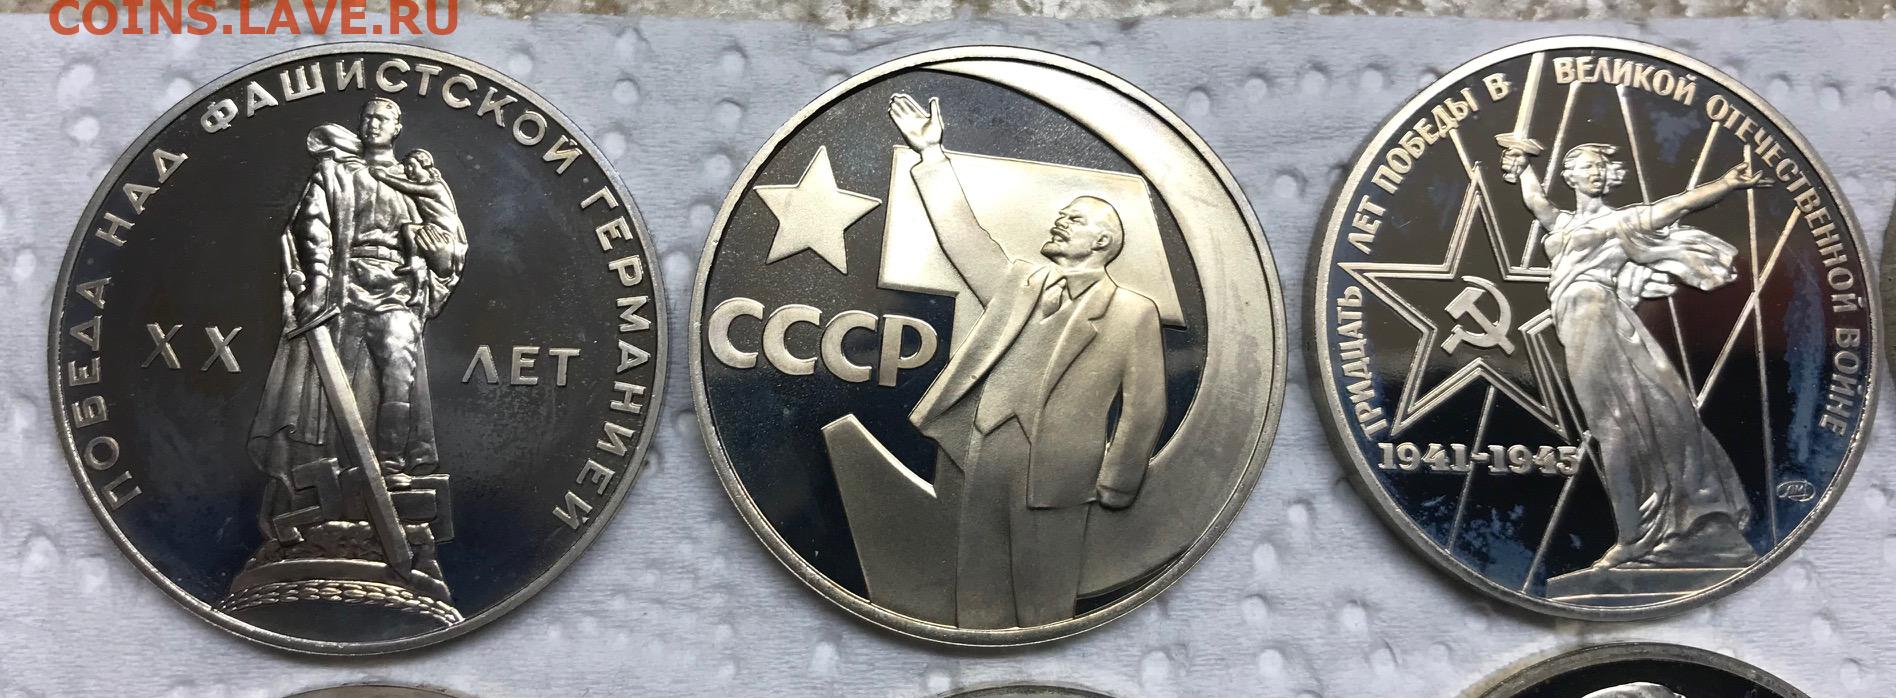 COINS.LAVE.RU
ПОБЕДА НАД ФАШИСТСКОЙ ГЕРМАНИЕЙ
XX ЛЕТ
СССР
ТРИДЦАТЬ ЛЕТ ПОБЕДЫ В ВЕЛИКОЙ ОТЕЧЕСТВЕННОЙ ВОЙНЕ
1941-1945
ЛМД